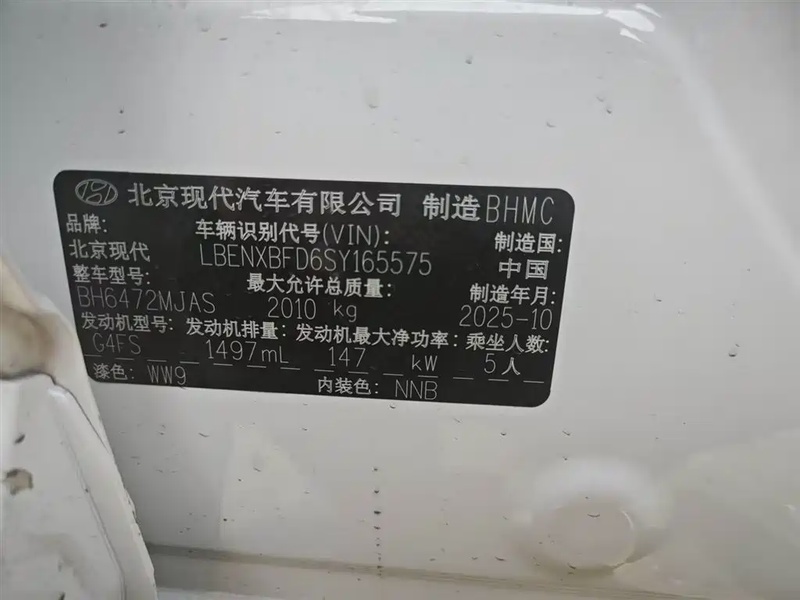 北京现代汽车有限公司 制造 BHMC
品牌: 车辆识别代号(VIN): 制造国:
北京现代 LBENXBFD6SY165575 中国
整车型号: 最大允许总质量: 制造年月:
BH6472MJAS 2010 kg 2025-10
发动机型号: 发动机排量: 发动机最大净功率: 乘坐人数:
G4FS 1497mL 147 kW 5人
漆色: WW9 内装色: NNB